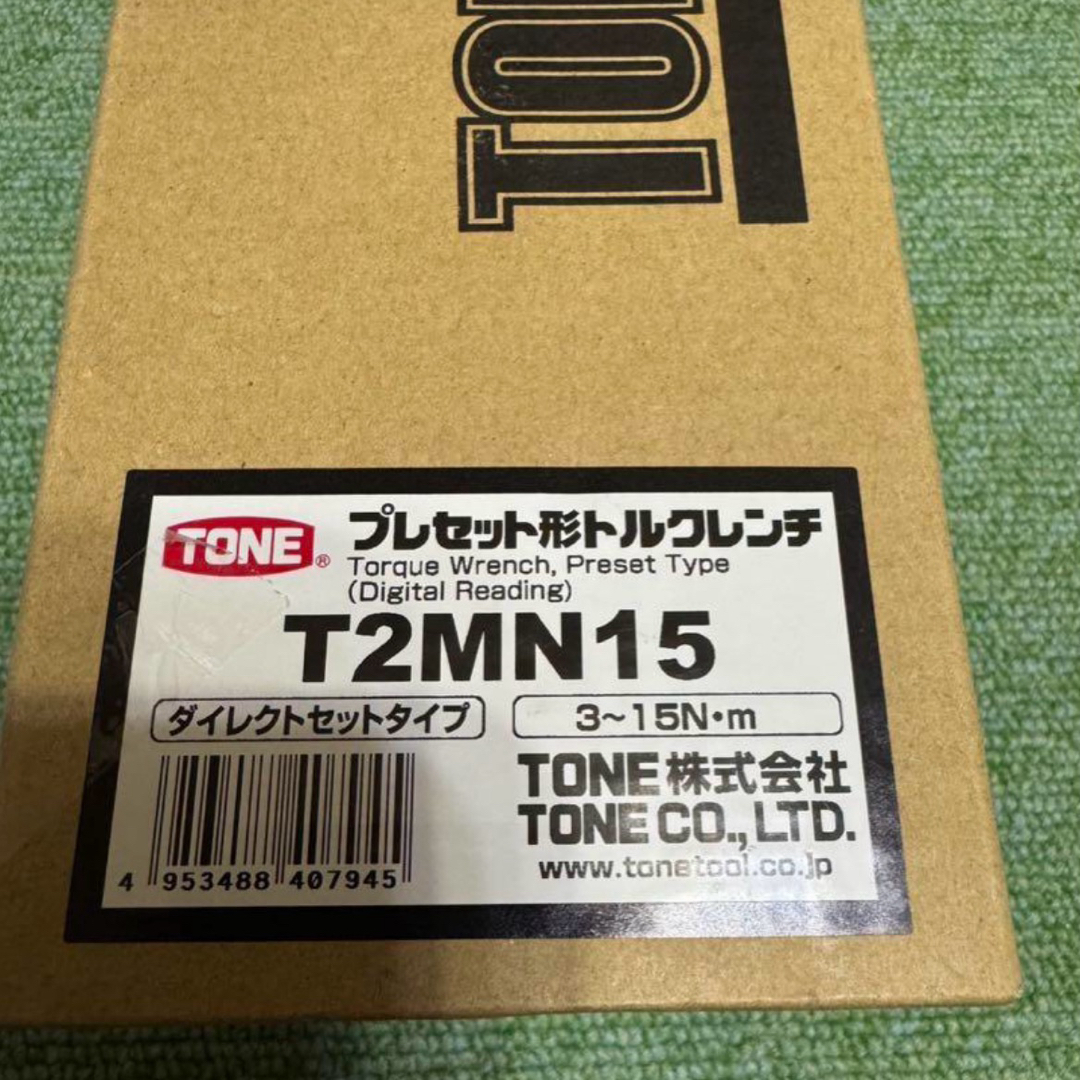 TO
TONE®
プレセット形トルクレンチ
Torque Wrench, Preset Type
(Digital Reading)
T2MN15
ダイレクトセットタイプ
3～15N・m
TONE株式会社
TONE CO., LTD.
www.tonetool.co.jp
4 953488 407945